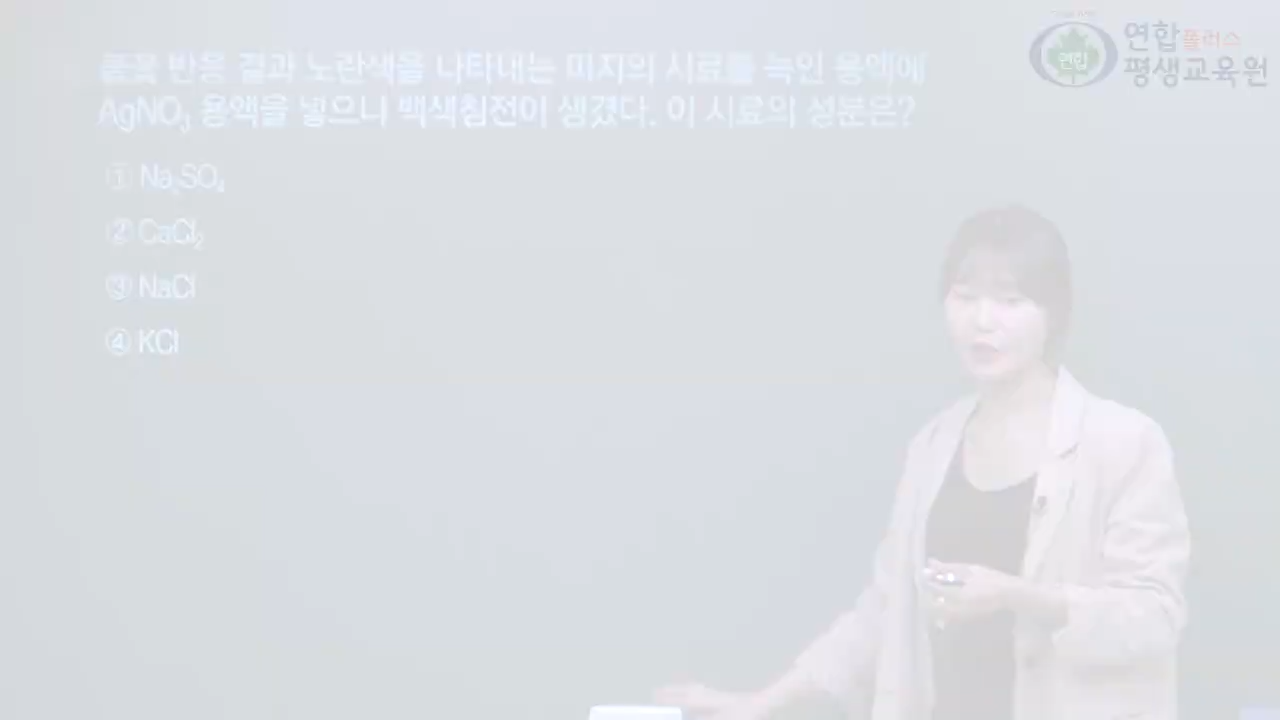 불꽃 반응 결과 노란색을 나타내는 미지의 시료를 녹인 용액에
AgNO₃ 용액을 넣으니 백색침전이 생겼다. 이 시료의 성분은?
① Na₂SO₄
② CaCl₂
③ NaCl
④ KCl
연합플러스
평생교육원
연합